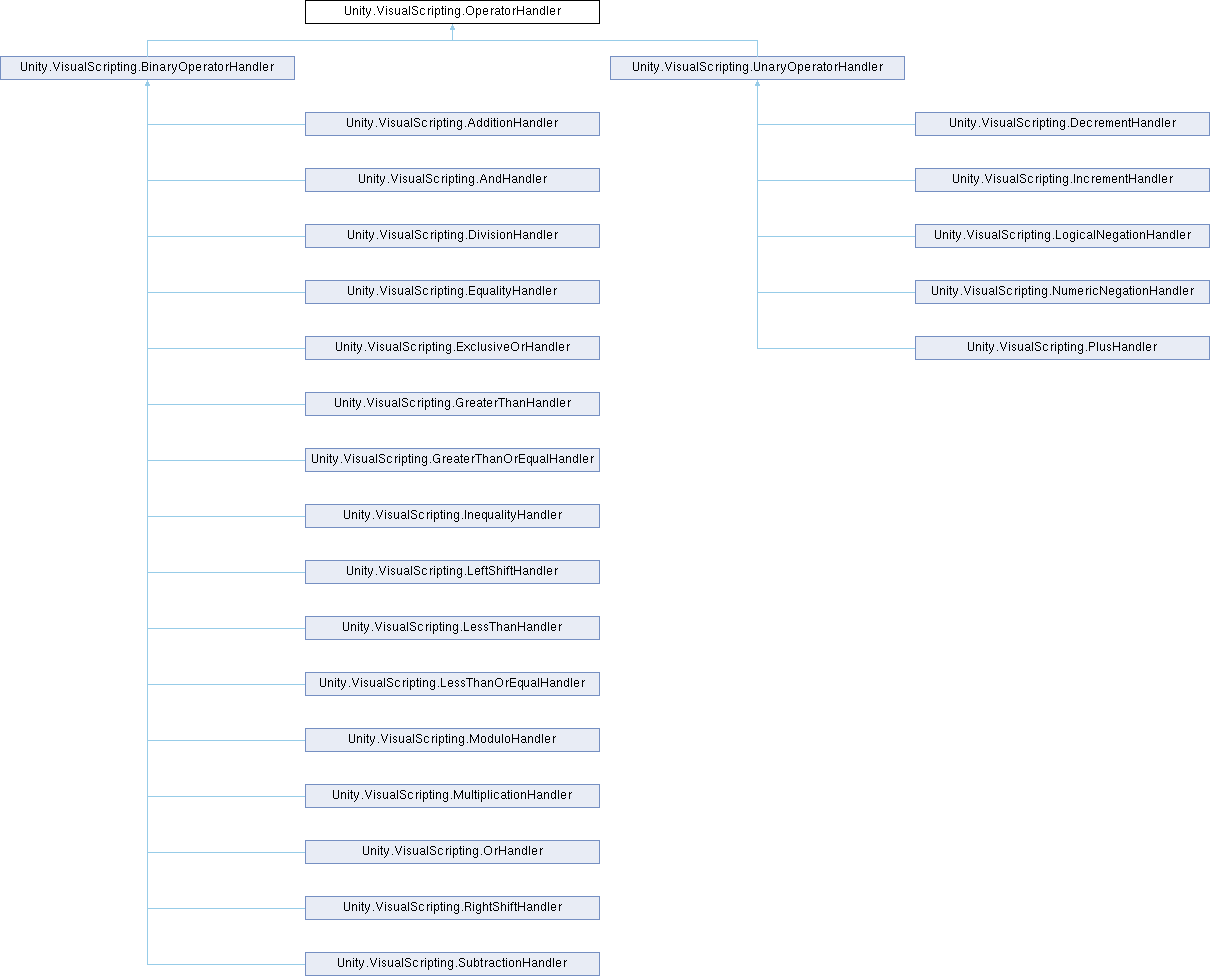 Unity.VisualScripting.OperatorHandler
Unity.VisualScripting.BinaryOperatorHandler
Unity.VisualScripting.UnaryOperatorHandler
Unity.VisualScripting.AdditionHandler
Unity.VisualScripting.DecrementHandler
Unity.VisualScripting.AndHandler
Unity.VisualScripting.IncrementHandler
Unity.VisualScripting.DivisionHandler
Unity.VisualScripting.LogicalNegationHandler
Unity.VisualScripting.EqualityHandler
Unity.VisualScripting.NumericNegationHandler
Unity.VisualScripting.ExclusiveOrHandler
Unity.VisualScripting.PlusHandler
Unity.VisualScripting.GreaterThanHandler
Unity.VisualScripting.GreaterThanOrEqualHandler
Unity.VisualScripting.InequalityHandler
Unity.VisualScripting.LeftShiftHandler
Unity.VisualScripting.LessThanHandler
Unity.VisualScripting.LessThanOrEqualHandler
Unity.VisualScripting.ModuloHandler
Unity.VisualScripting.MultiplicationHandler
Unity.VisualScripting.OrHandler
Unity.VisualScripting.RightShiftHandler
Unity.VisualScripting.SubtractionHandler